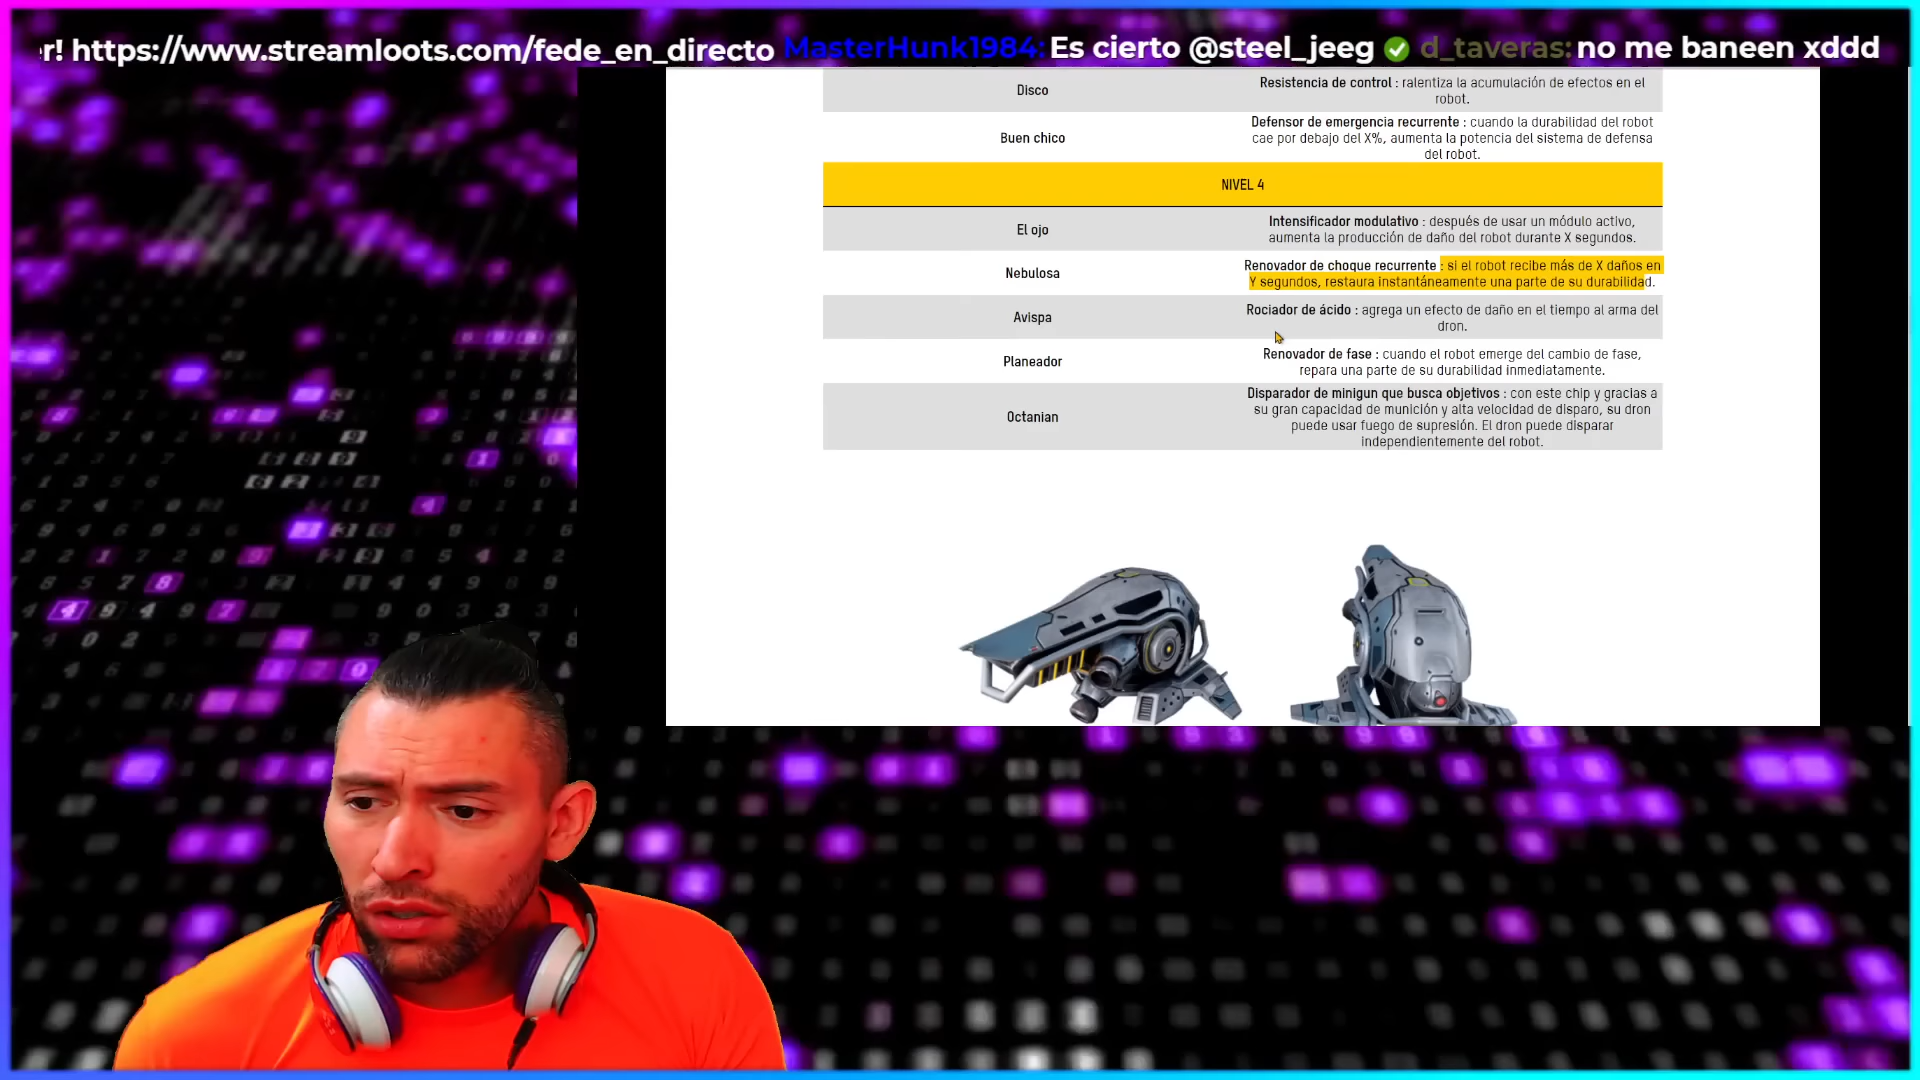 r! https://www.streamloots.com/fede_en_directo MasterHunk1984: Es cierto @steel_jeeg d_taveras: no me baneen xddd
Disco
Resistencia de control : ralentiza la acumulación de efectos en el
robot.
Buen chico
Defensor de emergencia recurrente : cuando la durabilidad del robot
cae por debajo del X%, aumenta la potencia del sistema de defensa
del robot.
NIVEL 4
El ojo
Intensificador modulativo : después de usar un módulo activo,
aumenta la producción de daño del robot durante X segundos.
Nebulosa
Renovador de choque recurrente : si el robot recibe más de X daños en
Y segundos, restaura instantáneamente una parte de su durabilidad.
Avispa
Rociador de ácido : agrega un efecto de daño en el tiempo al arma del
dron.
Planeador
Renovador de fase : cuando el robot emerge del cambio de fase,
repara una parte de su durabilidad inmediatamente.
Octanian
Disparador de minigun que busca objetivos : con este chip y gracias a
su gran capacidad de munición y alta velocidad de disparo, su dron
puede usar fuego de supresión. El dron puede disparar
independientemente del robot.